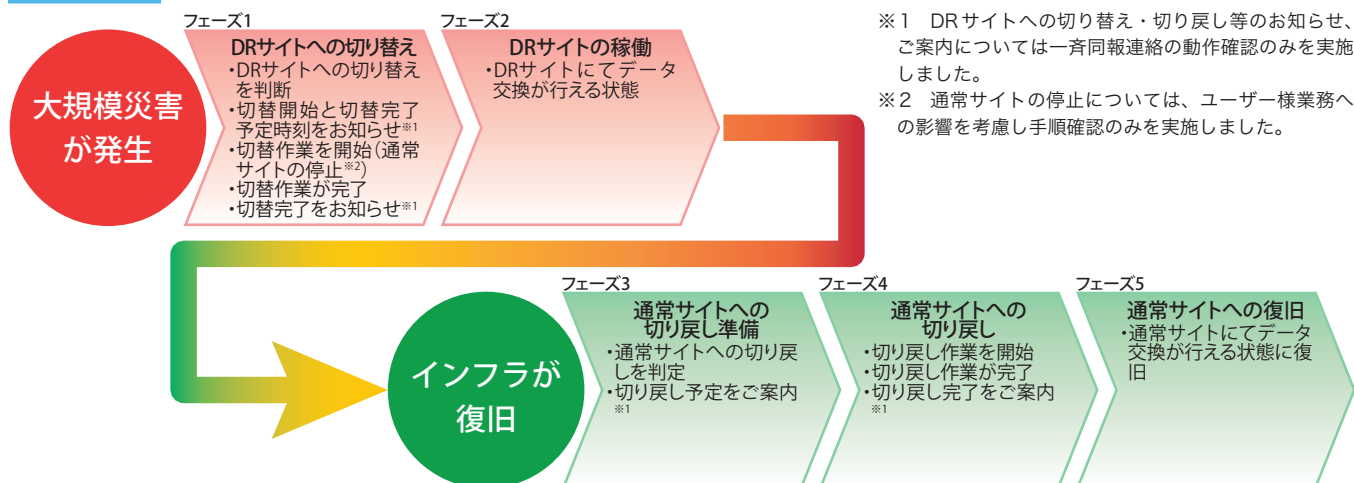 大規模災害
が発生
フェーズ1
DRサイトへの切り替え
・DRサイトへの切り替え
を判断
・切替開始と切替完了
予定時刻をお知らせ※1
・切替作業を開始(通常
サイトの停止※2)
・切替作業が完了
・切替完了をお知らせ※1
フェーズ2
DRサイトの稼働
・DRサイトにてデータ
交換が行える状態
※1 DRサイトへの切り替え・切り戻し等のお知らせ、
ご案内については一斉同報連絡の動作確認のみを実施
しました。
※2 通常サイトの停止については、ユーザー様業務へ
の影響を考慮し手順確認のみを実施しました。
インフラが
復旧
フェーズ3
通常サイトへの
切り戻し準備
・通常サイトへの切り戻
しを判定
・切り戻し予定をご案内
※1
フェーズ4
通常サイトへの
切り戻し
・切り戻し作業を開始
・切り戻し作業が完了
・切り戻し完了をご案内
※1
フェーズ5
通常サイトへの復旧
・通常サイトにてデータ
交換が行える状態に復
旧